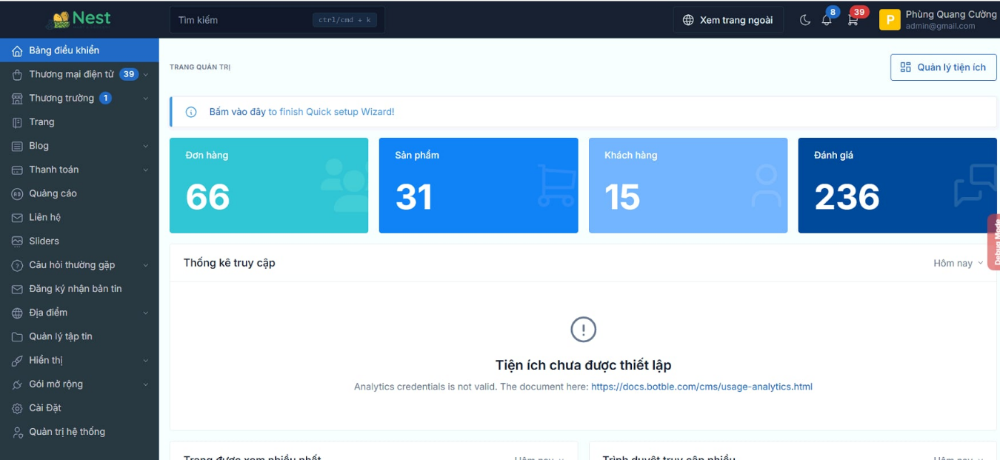 Nest
Tìm kiếm
ctrl/cmd + k
Xem trang ngoài
8
39
P
Phùng Quang Cường
admin@gmail.com
Bảng điều khiển
Thương mại điện tử 39
Thương trường 1
Trang
Blog
Thanh toán
Quảng cáo
Liên hệ
Sliders
Câu hỏi thường gặp
Đăng ký nhận bản tin
Địa điểm
Quản lý tập tin
Hiển thị
Gói mở rộng
Cài Đặt
Quản trị hệ thống
TRANG QUẢN TRỊ
Quản lý tiện ích
Bấm vào đây to finish Quick setup Wizard!
Đơn hàng
66
Sản phẩm
31
Khách hàng
15
Đánh giá
236
Debug Mode
Thống kê truy cập
Hôm nay
Tiện ích chưa được thiết lập
Analytics credentials is not valid. The document here: https://docs.botble.com/cms/usage-analytics.html
Trang được xem nhiều nhất
Hôm nay
Trình duyệt truy cập nhiều
Hôm nay